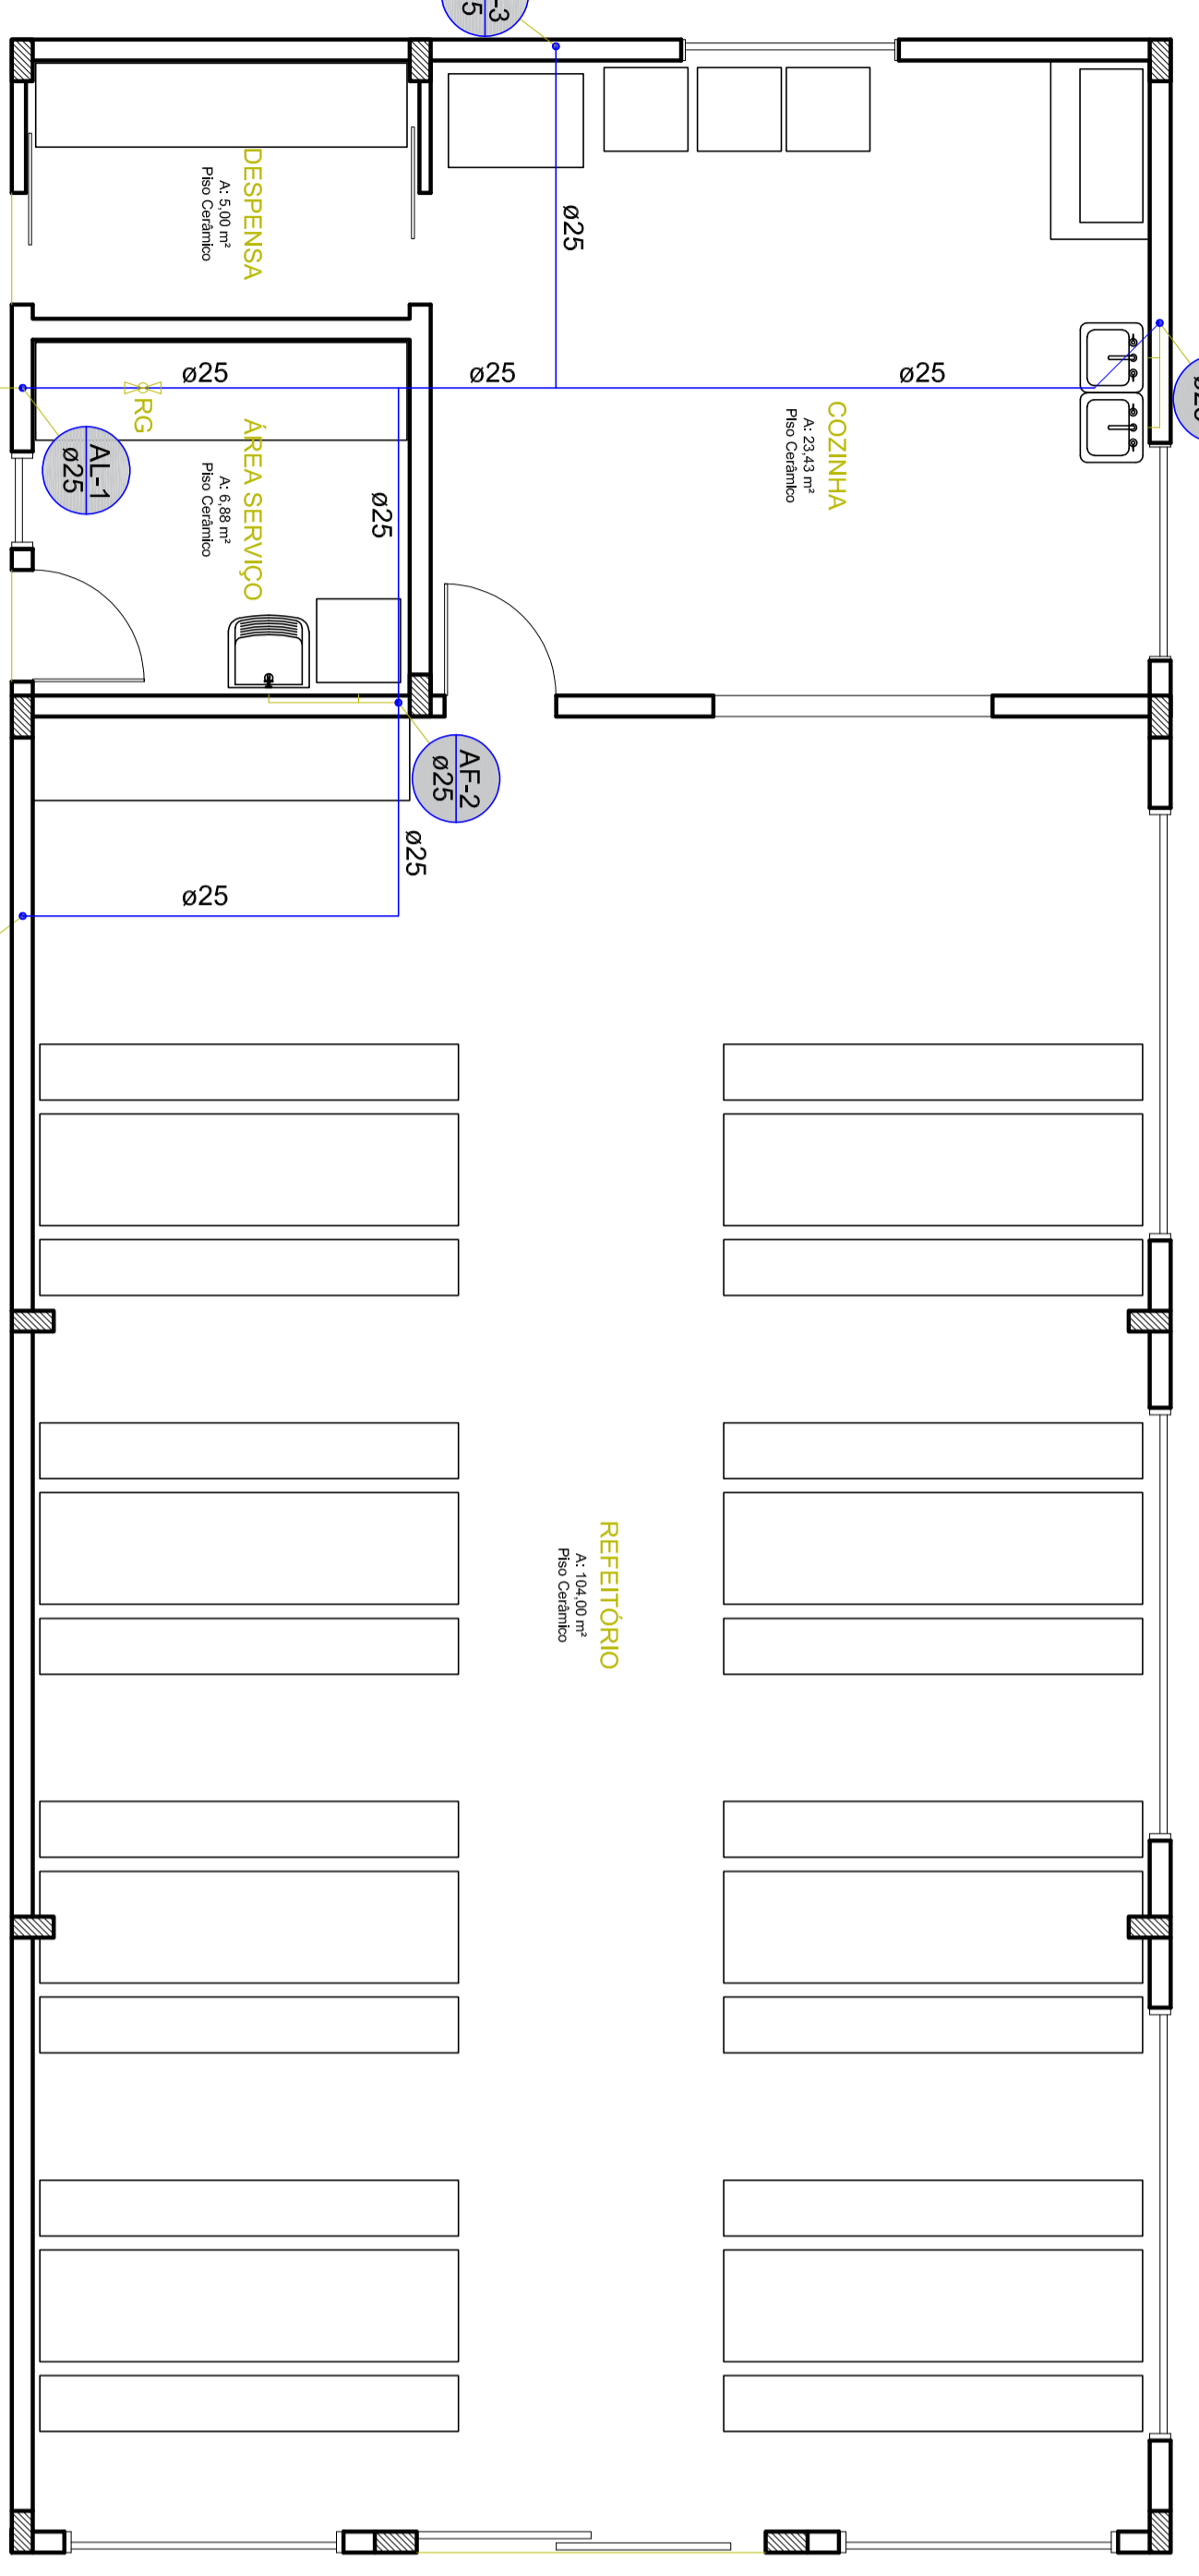 -3
5
ø25
DESPENSA
A: 5,00 m²
Piso Cerâmico
ø25
ø25
ø25
RG
AL-1
ø25
ÁREA SERVIÇO
A: 6,88 m²
Piso Cerâmico
ø25
COZINHA
A: 23,43 m²
Piso Cerâmico
AF-2
ø25
ø25
ø25
REFEITÓRIO
A: 104,00 m²
Piso Cerâmico